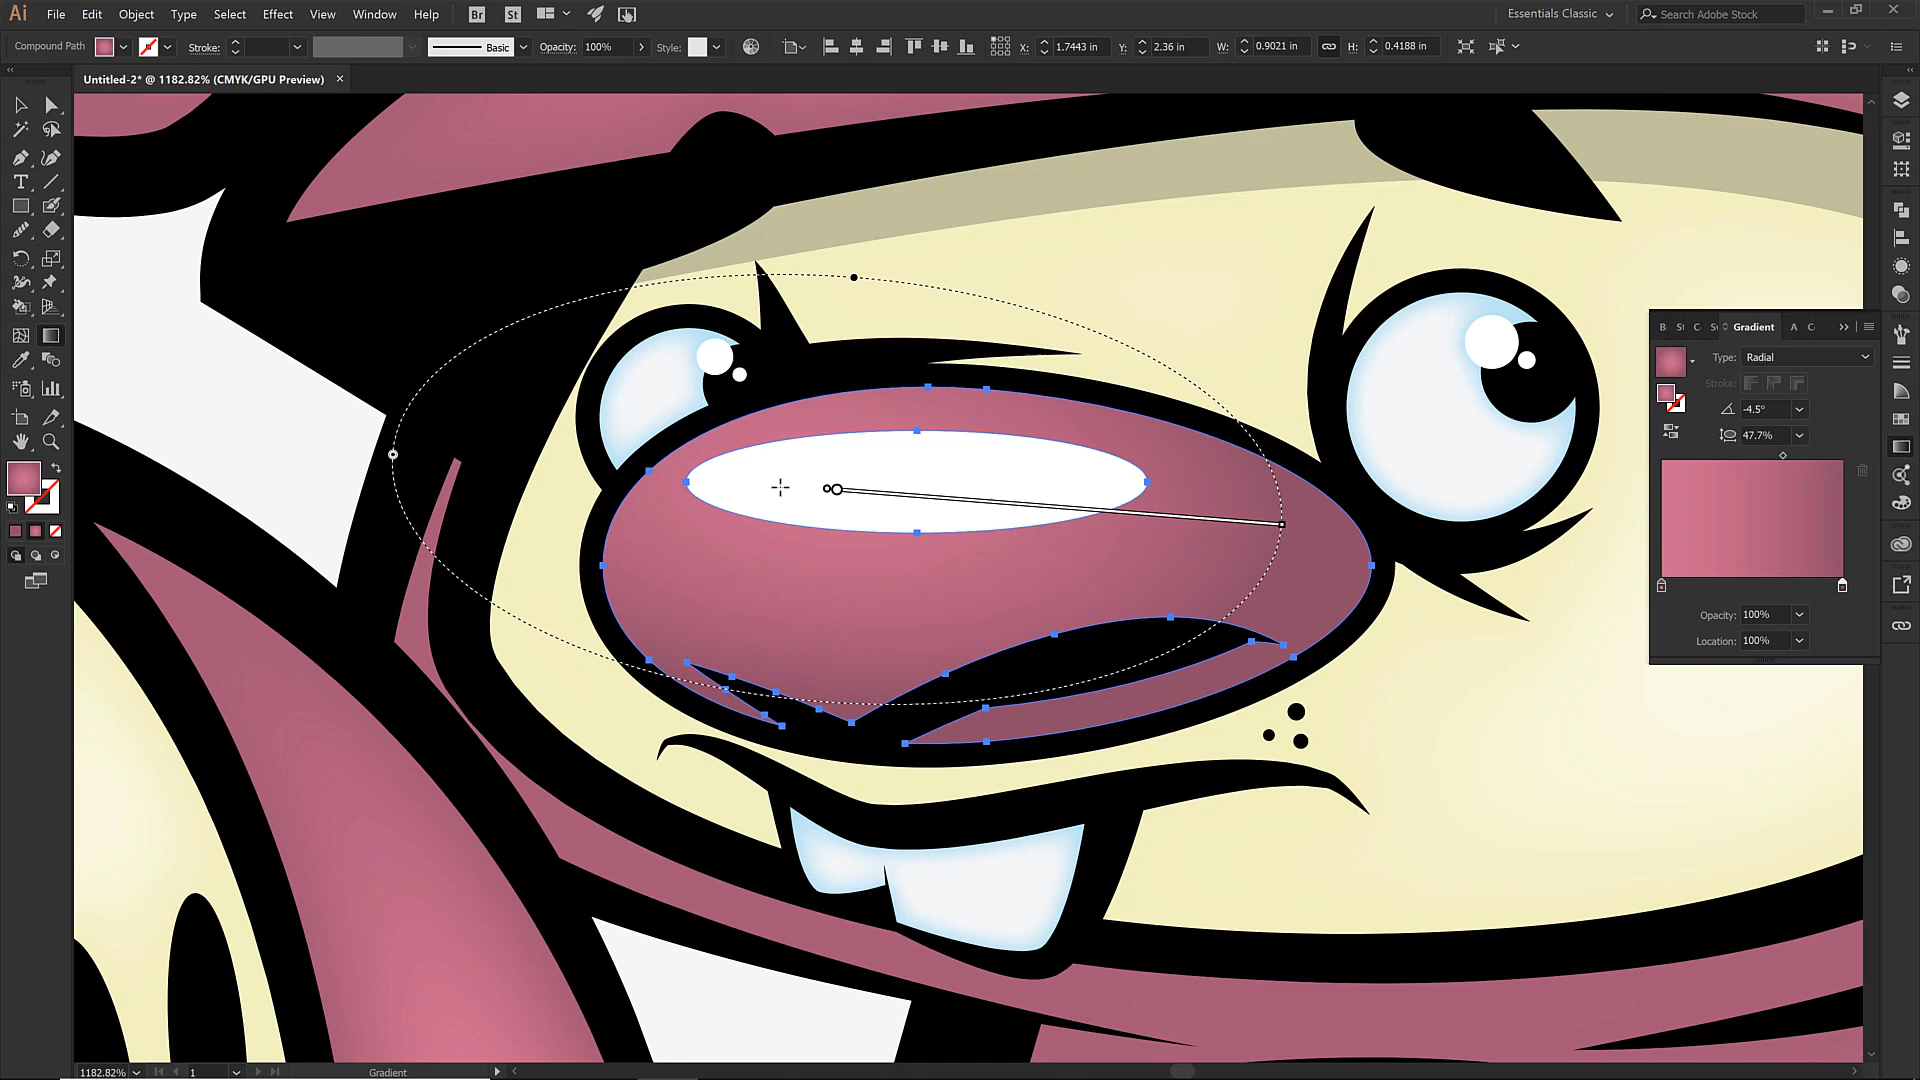 Ai File Edit Object Type Select Effect View Window Help Br St Essentials Classic Search Adobe Stock
Compound Path Stroke: Basic Opacity: 100% Style: X: 1.7443 in Y: 2.36 in W: 0.9021 in H: 0.4188 in
Untitled-2* @ 1182.82% (CMYK/GPU Preview) ×
Gradient
Type: Radial
Stroke:
-4.5°
47.7%
Opacity: 100%
Location: 100%
1182.82% 1 Gradient